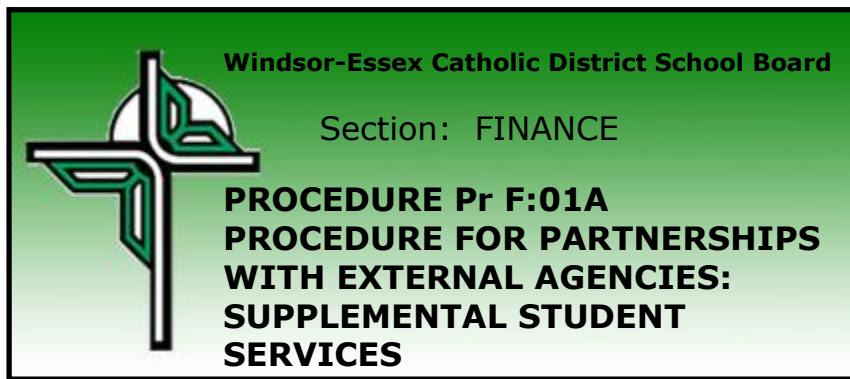 Windsor-Essex Catholic District School Board
Section: FINANCE
PROCEDURE Pr F:01A
PROCEDURE FOR PARTNERSHIPS
WITH EXTERNAL AGENCIES:
SUPPLEMENTAL STUDENT
SERVICES